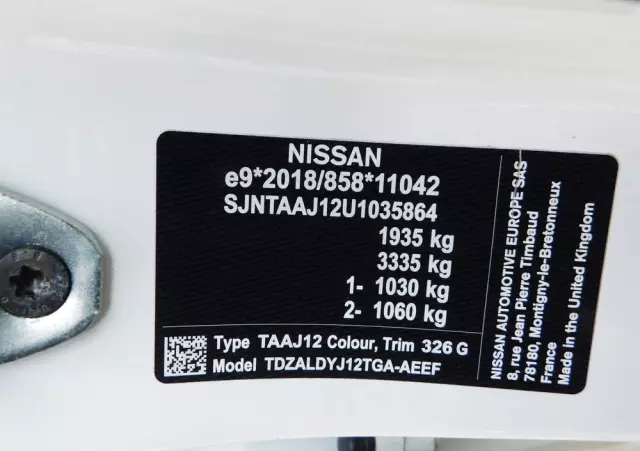 NISSAN
e9*2018/858*11042
SJNTAAJ12U1035864
1935 kg
3335 kg
1- 1030 kg
2- 1060 kg
Type TAAJ12 Colour, Trim 326 G
Model TDZALDYJ12TGA-AEEF
NISSAN AUTOMOTIVE EUROPE SAS
8, rue Jean Pierre Timbaud
78180, Montigny-le-Bretonneux
France
Made in the United Kingdom